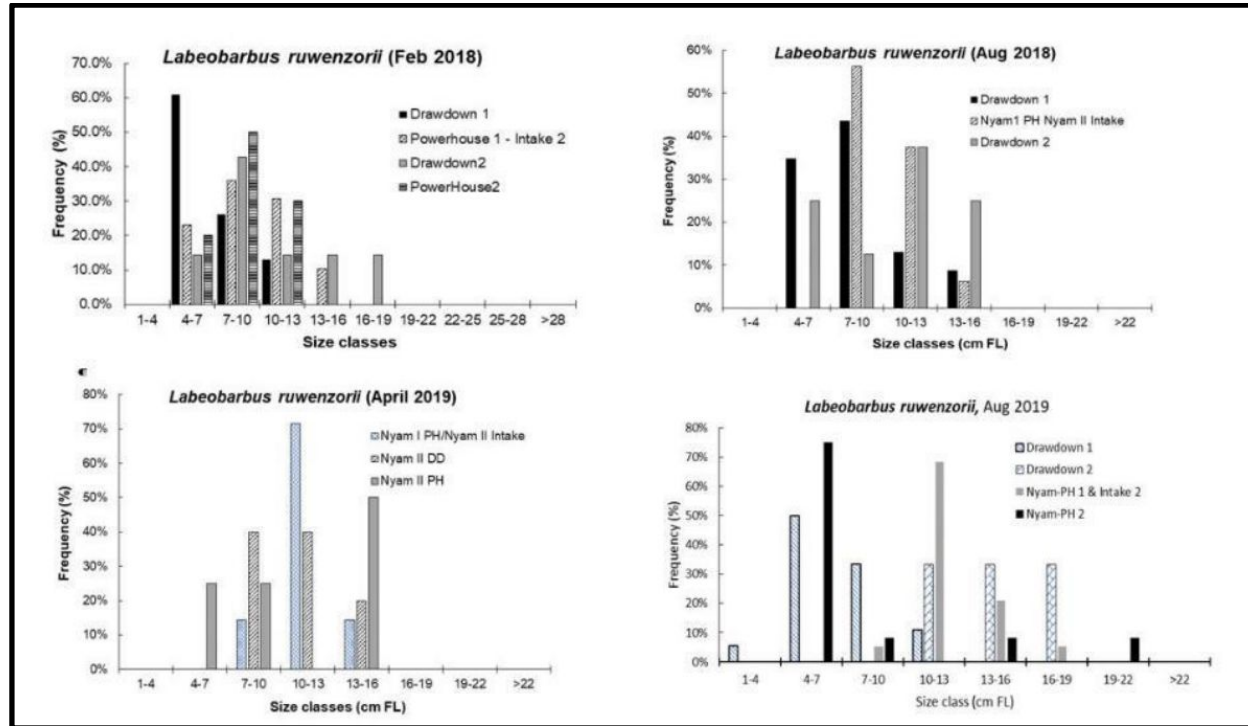 Labeobarbus ruwenzorii (Feb 2018)
70.0%
60.0%
50.0%
40.0%
30.0%
20.0%
10.0%
0.0%
Frequency (%)
Drawdown 1
Powerhouse 1 - Intake 2
Drawdown2
PowerHouse2
1-4 4-7 7-10 10-13 13-16 16-19 19-22 22-25 25-28 >28
Size classes
Labeobarbus ruwenzorii (Aug 2018)
60%
50%
40%
30%
20%
10%
0%
Frequency (%)
Drawdown 1
Nyam1 PH Nyam II Intake
Drawdown 2
1-4 4-7 7-10 10-13 13-16 16-19 19-22 >22
Size classes (cm FL)
Labeobarbus ruwenzorii (April 2019)
80%
70%
60%
50%
40%
30%
20%
10%
0%
Frequency (%)
Nyam I PH/Nyam II Intake
Nyam II DD
Nyam II PH
1-4 4-7 7-10 10-13 13-16 16-19 19-22 >22
Size classes (cm FL)
Labeobarbus ruwenzorii, Aug 2019
80%
70%
60%
50%
40%
30%
20%
10%
0%
Frequency (%)
Drawdown 1
Drawdown 2
Nyam-PH 1 & Intake 2
Nyam-PH 2
1-4 4-7 7-10 10-13 13-16 16-19 19-22 >22
Size class (cm FL)